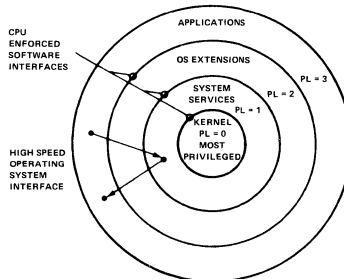 APPLICATIONS
CPU
ENFORCED
SOFTWARE
INTERFACES
OS EXTENSIONS
PL = 3
SYSTEM
SERVICES
PL = 2
PL = 1
KERNEL
PL = 0
MOST
PRIVILEGED
HIGH SPEED
OPERATING
SYSTEM
INTERFACE